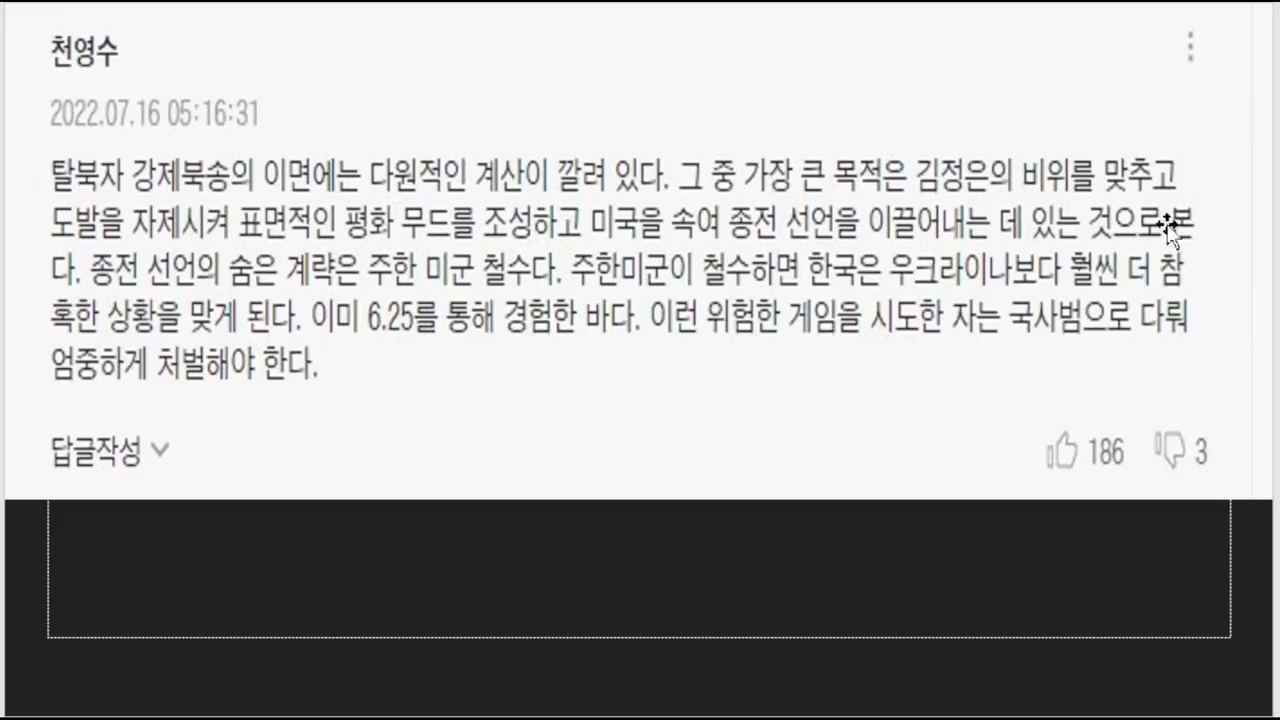 천영수
2022.07.16 05:16:31
탈북자 강제북송의 이면에는 다원적인 계산이 깔려 있다. 그 중 가장 큰 목적은 김정은의 비위를 맞추고
도발을 자제시켜 표면적인 평화 무드를 조성하고 미국을 속여 종전 선언을 이끌어내는 데 있는 것으로 본
다. 종전 선언의 숨은 계략은 주한 미군 철수다. 주한미군이 철수하면 한국은 우크라이나보다 훨씬 더 참
혹한 상황을 맞게 된다. 이미 6.25를 통해 경험한 바다. 이런 위험한 게임을 시도한 자는 국사범으로 다뤄
엄중하게 처벌해야 한다.
답글작성
186 3